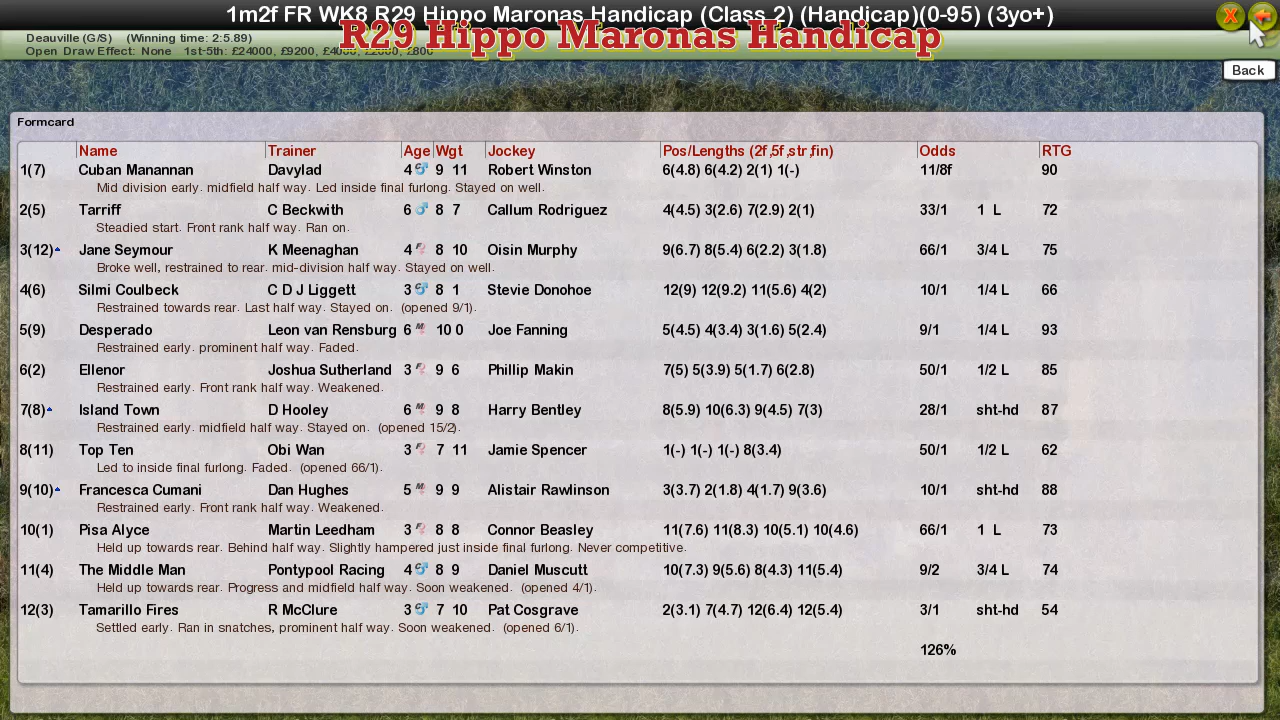 1m2f FR WK8 R29 Hippo Maronas Handicap (Class 2) (Handicap)(0-95) (3yo+)
R29 Hippo Maronas Handicap
Deauville (G/S) (Winning time: 2:5.89)
Open Draw Effect: None 1st-5th: £24000, £9200, £4600, £800
Back
Formcard
Name Trainer Age Wgt Jockey Pos/Lengths (2f,5f,str,fin) Odds RTG
1(7) Cuban Manannan Davylad 4 9 11 Robert Winston 6(4.8) 6(4.2) 2(1) 1(-) 11/8f 90
Mid division early. midfield half way. Led inside final furlong. Stayed on well.
2(5) Tarriff C Beckwith 6 8 7 Callum Rodriguez 4(4.5) 3(2.6) 7(2.9) 2(1) 33/1 1 L 72
Steadied start. Front rank half way. Ran on.
3(12) Jane Seymour K Meenaghan 4 8 10 Oisin Murphy 9(6.7) 8(5.4) 6(2.2) 3(1.8) 66/1 3/4 L 75
Broke well, restrained to rear. mid-division half way. Stayed on well.
4(6) Silmi Coulbeck C D J Liggett 3 8 1 Stevie Donohoe 12(9) 12(9.2) 11(5.6) 4(2) 10/1 1/4 L 66
Restrained towards rear. Last half way. Stayed on. (opened 9/1).
5(9) Desperado Leon van Rensburg 6 10 0 Joe Fanning 5(4.5) 4(3.4) 3(1.6) 5(2.4) 9/1 1/4 L 93
Restrained early. prominent half way. Faded.
6(2) Ellenor Joshua Sutherland 3 9 6 Phillip Makin 7(5) 5(3.9) 5(1.7) 6(2.8) 50/1 1/2 L 85
Restrained early. Front rank half way. Weakened.
7(8) Island Town D Hooley 6 9 8 Harry Bentley 8(5.9) 10(6.3) 9(4.5) 7(3) 28/1 sht-hd 87
Restrained early. midfield half way. Stayed on. (opened 15/2).
8(11) Top Ten Obi Wan 3 7 11 Jamie Spencer 1(-) 1(-) 1(-) 8(3.4) 50/1 1/2 L 62
Led to inside final furlong. Faded. (opened 66/1).
9(10) Francesca Cumani Dan Hughes 5 9 9 Alistair Rawlinson 3(3.7) 2(1.8) 4(1.7) 9(3.6) 10/1 sht-hd 88
Restrained early. Front rank half way. Weakened.
10(1) Pisa Alyce Martin Leedham 3 8 8 Connor Beasley 11(7.6) 11(8.3) 10(5.1) 10(4.6) 66/1 1 L 73
Held up towards rear. Behind half way. Slightly hampered just inside final furlong. Never competitive.
11(4) The Middle Man Pontypool Racing 4 8 9 Daniel Muscutt 10(7.3) 9(5.6) 8(4.3) 11(5.4) 9/2 3/4 L 74
Held up towards rear. Progress and midfield half way. Soon weakened. (opened 4/1).
12(3) Tamarillo Fires R McClure 3 7 10 Pat Cosgrave 2(3.1) 7(4.7) 12(6.4) 12(5.4) 3/1 sht-hd 54
Settled early. Ran in snatches, prominent half way. Soon weakened. (opened 6/1).
126%